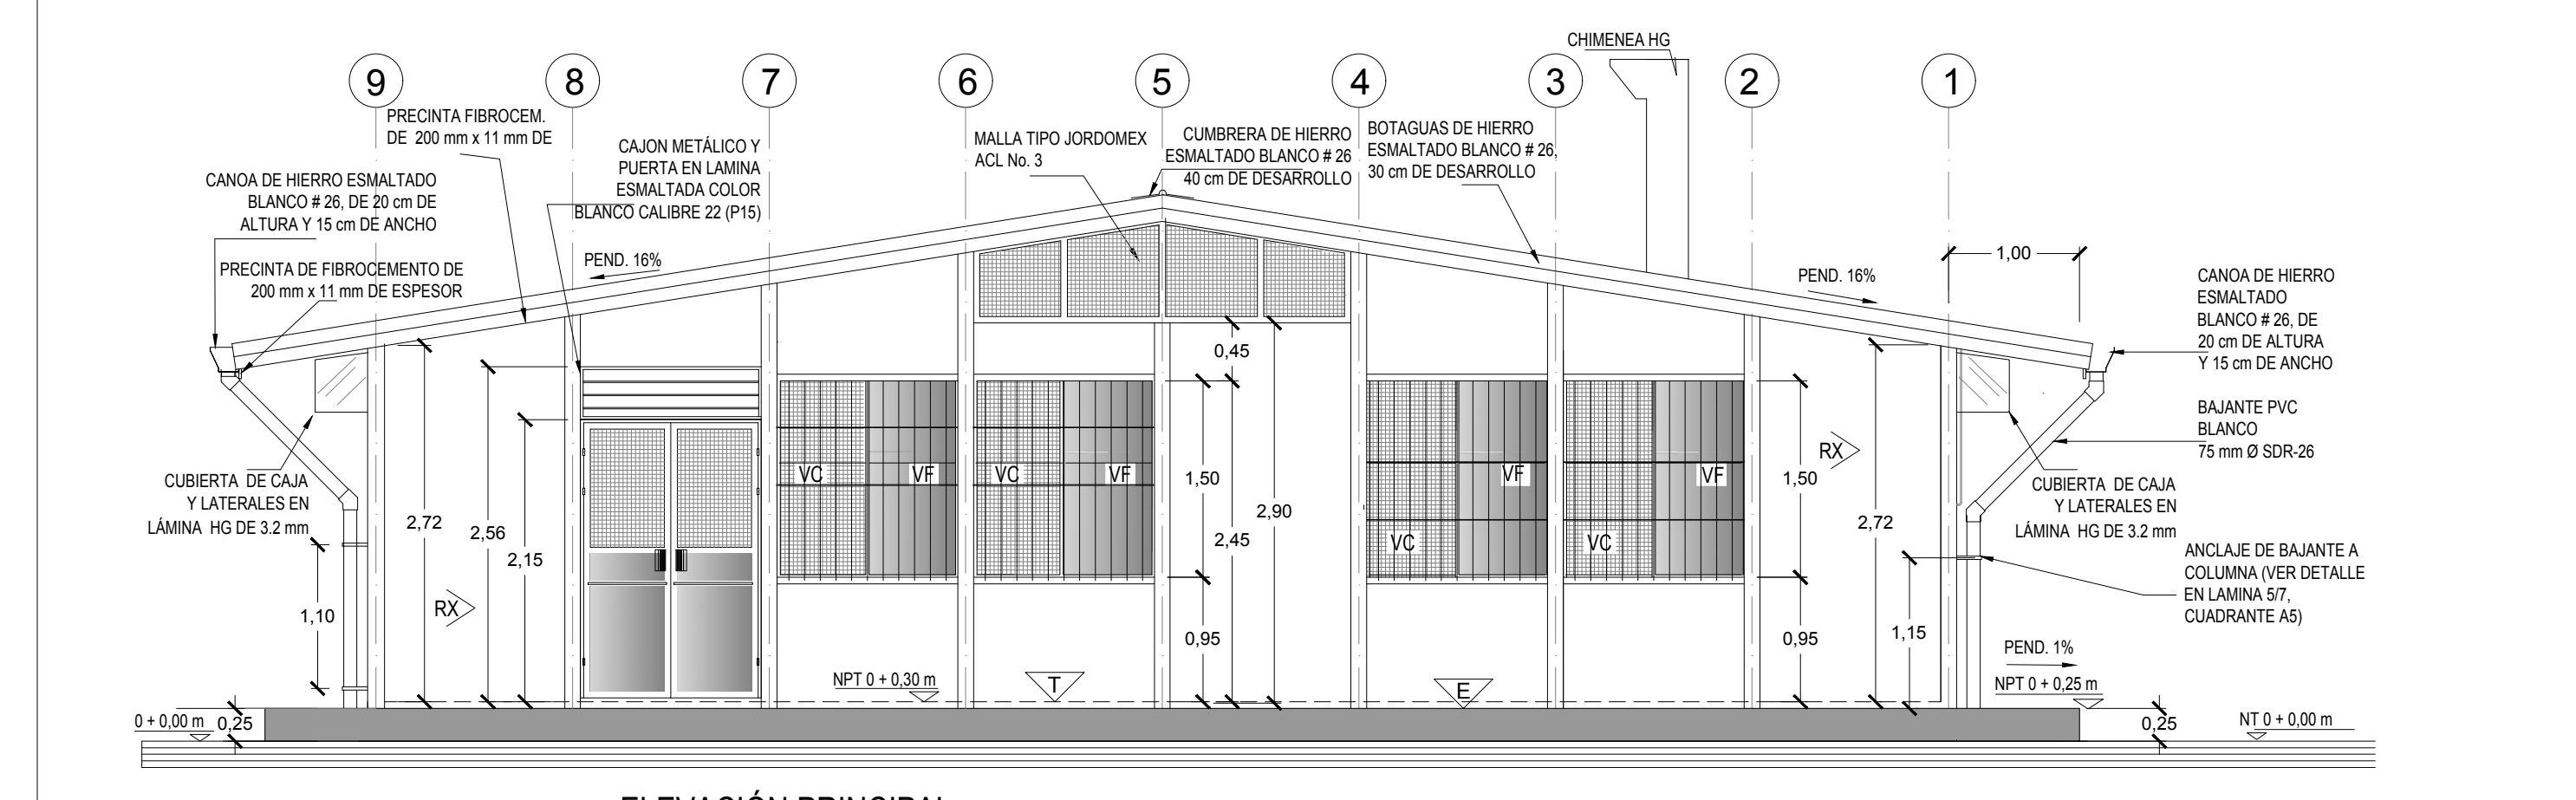 CHIMENEA HG
9
8
7
6
5
4
3
2
1
PRECINTA FIBROCEM.
DE 200 mm x 11 mm DE
CAJON METÁLICO Y
PUERTA EN LAMINA
ESMALTADA COLOR
BLANCO CALIBRE 22 (P15)
MALLA TIPO JORDOMEX
ACL No. 3
CUMBRERA DE HIERRO
ESMALTADO BLANCO # 26
40 cm DE DESARROLLO
BOTAGUAS DE HIERRO
ESMALTADO BLANCO # 26,
30 cm DE DESARROLLO
CANOA DE HIERRO ESMALTADO
BLANCO # 26, DE 20 cm DE
ALTURA Y 15 cm DE ANCHO
PRECINTA DE FIBROCEMENTO DE
200 mm x 11 mm DE ESPESOR
PEND. 16%
PEND. 16%
1,00
CANOA DE HIERRO
ESMALTADO
BLANCO # 26, DE
20 cm DE ALTURA
Y 15 cm DE ANCHO
BAJANTE PVC
BLANCO
75 mm Ø SDR-26
0,45
CUBIERTA DE CAJA
Y LATERALES EN
LÁMINA HG DE 3.2 mm
2,72
2,56
2,15
1,10
RX
VC
VF
VC
VF
1,50
2,45
2,90
0,95
VC
VF
VC
VF
1,50
0,95
RX
2,72
1,15
CUBIERTA DE CAJA
Y LATERALES EN
LÁMINA HG DE 3.2 mm
ANCLAJE DE BAJANTE A
COLUMNA (VER DETALLE
EN LAMINA 5/7,
CUADRANTE A5)
PEND. 1%
NPT 0 + 0,25 m
NPT 0 + 0,30 m
T
E
0 + 0,00 m
0,25
0,25
NT 0 + 0,00 m
ELEVACIÓN PRINCIPAL